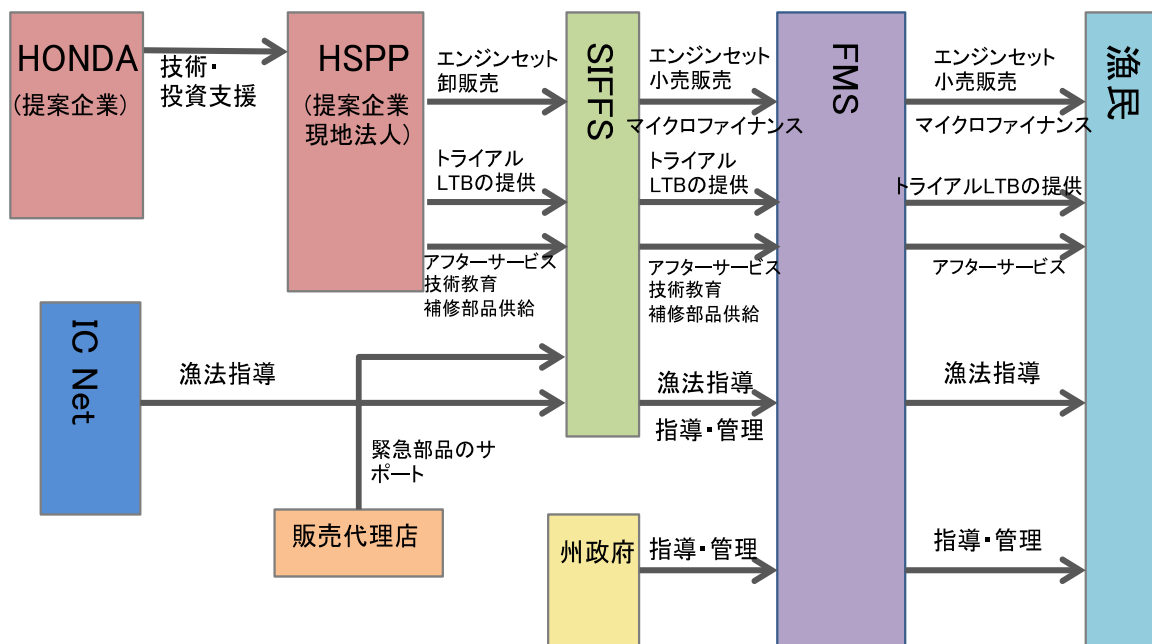 HONDA
(提案企業)
技術・
投資支援
HSPP
(提案企業
現地法人)
エンジンセット
卸販売
トライアル
LTBの提供
アフターサービス
技術教育
補修部品供給
SIFFS
エンジンセット
小売販売
マイクロファイナンス
トライアル
LTBの提供
アフターサービス
技術教育
補修部品供給
漁法指導
指導・管理
FMS
エンジンセット
小売販売
マイクロファイナンス
トライアルLTBの提供
アフターサービス
漁法指導
指導・管理
漁民
IC Net
漁法指導
緊急部品のサ
ポート
販売代理店
州政府
指導・管理